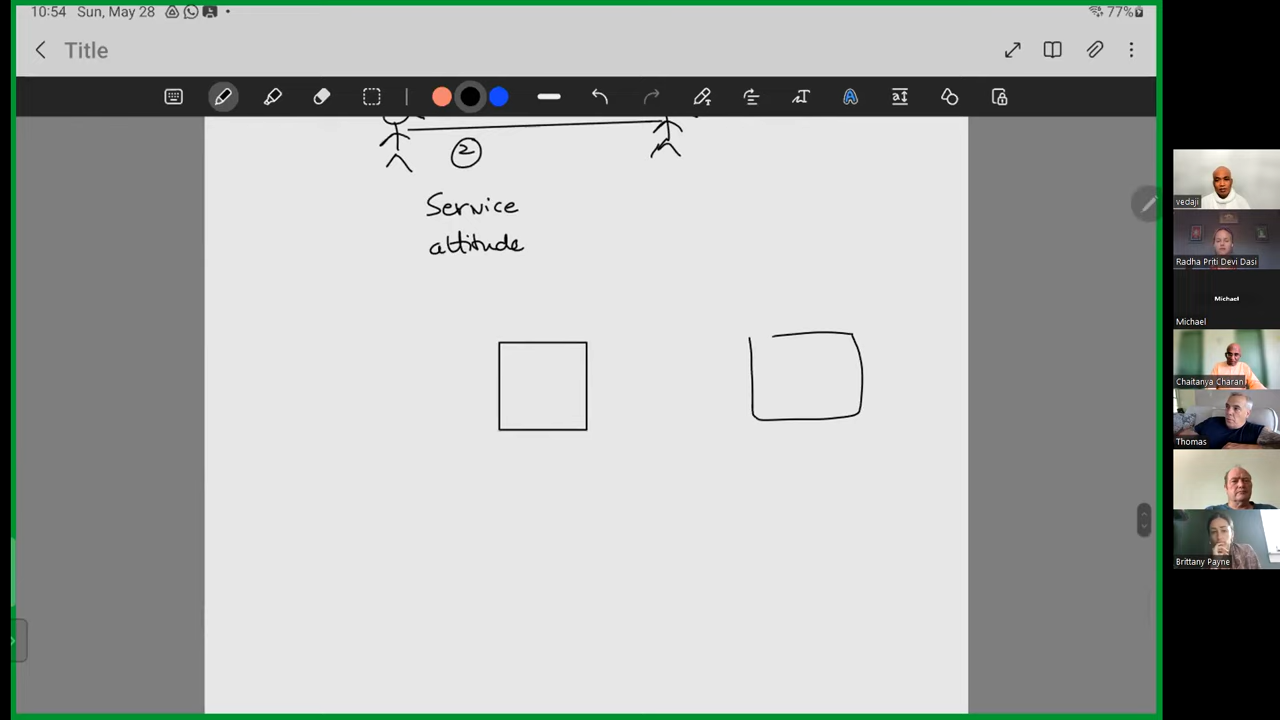 10:54 Sun, May 28
77%
Title
2
Service
attitude
vedaji
Radha Priti Devi Dasi
Michael
Michael
Chaitanya Charan
Thomas
Brittany Payne